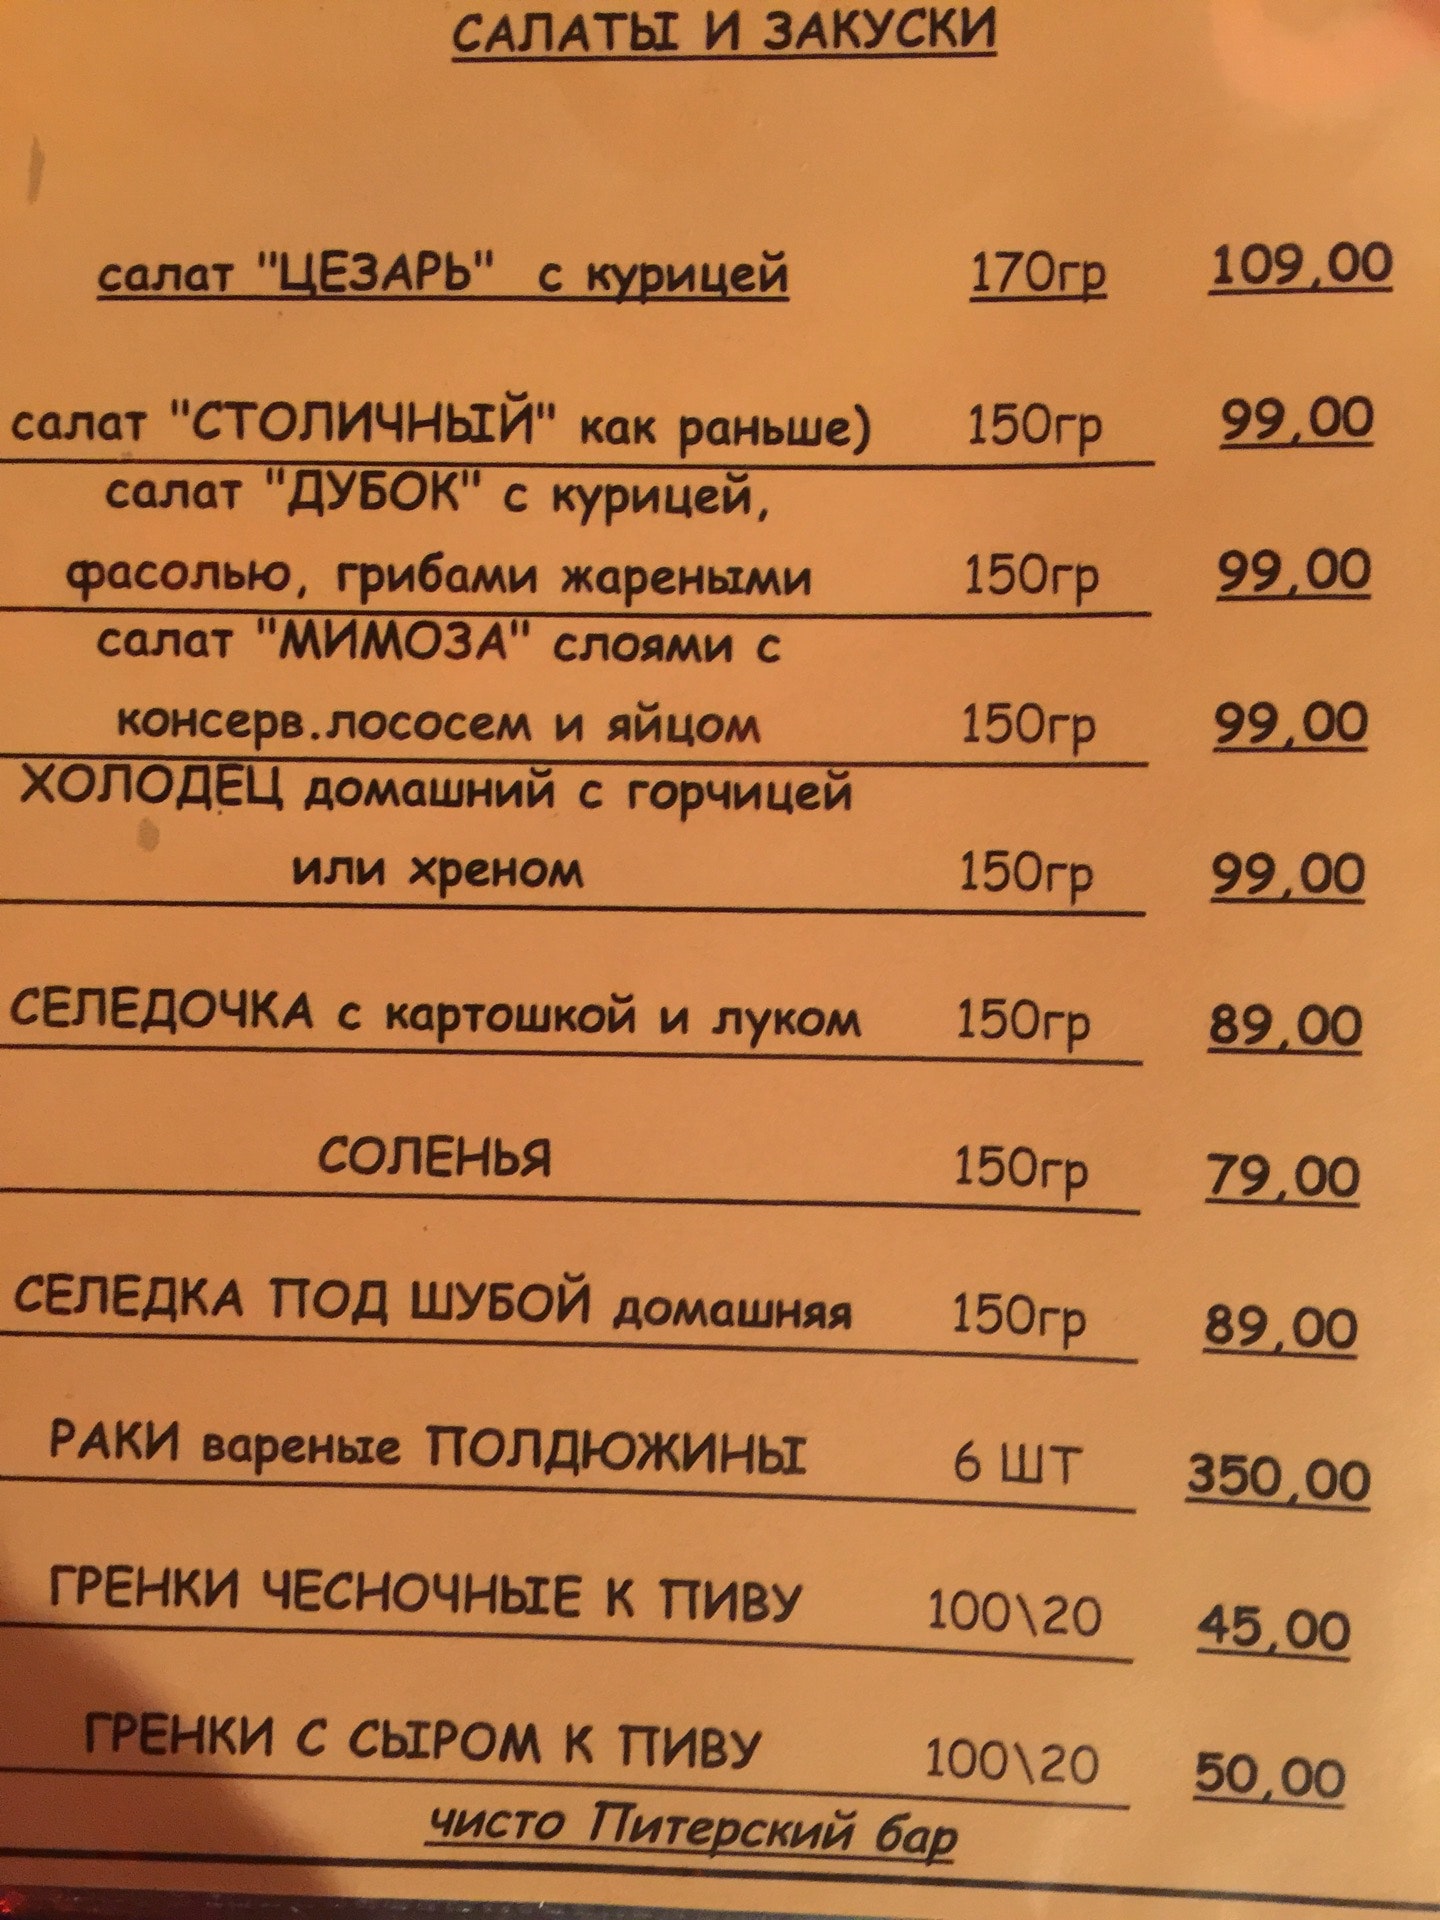 САЛАТЫ И ЗАКУСКИ
салат "ЦЕЗАРЬ" с курицей 170гр 109,00
салат "СТОЛИЧНЫЙ" как раньше) 150гр 99,00
салат "ДУБОК" с курицей,
фасолью, грибами жареными 150гр 99,00
салат "МИМОЗА" слоями с
консерв.лососем и яйцом 150гр 99,00
ХОЛОДЕЦ домашний с горчицей
или хреном 150гр 99,00
СЕЛЕДОЧКА с картошкой и луком 150гр 89,00
СОЛЕНЬЯ 150гр 79,00
СЕЛЕДКА ПОД ШУБОЙ домашняя 150гр 89,00
РАКИ вареные ПОЛДЮЖИНЫ 6 ШТ 350,00
ГРЕНКИ ЧЕСНОЧНЫЕ К ПИВУ 100\20 45,00
ГРЕНКИ С СЫРОМ К ПИВУ 100\20 50,00
чисто Питерский бар